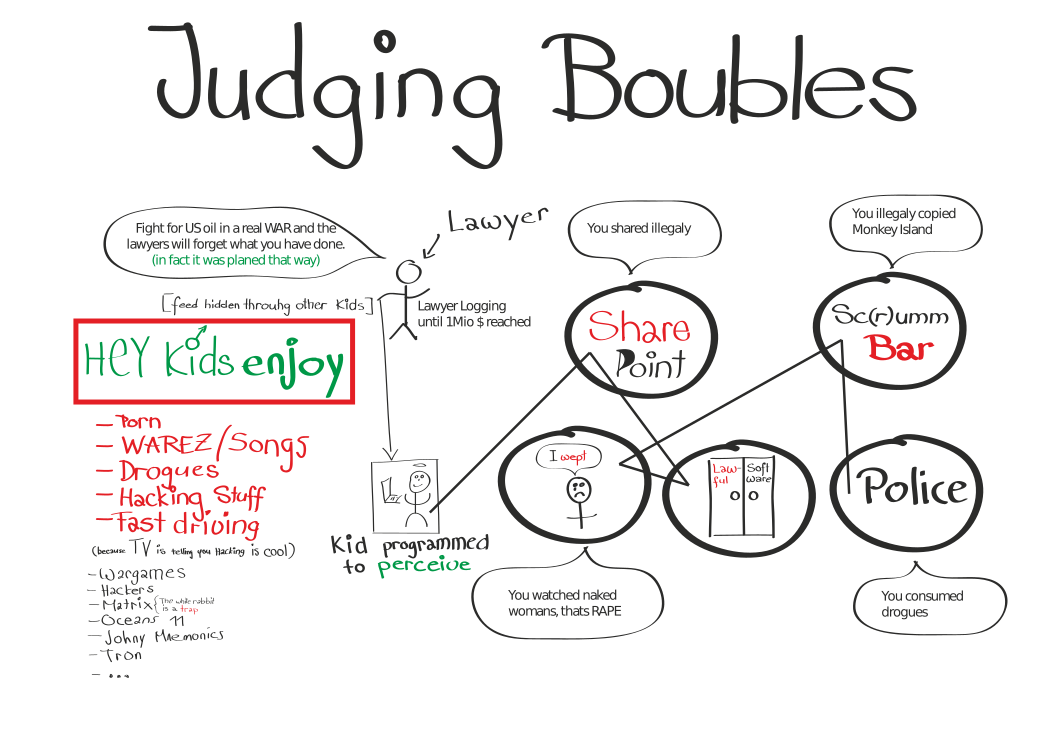 Judging Boubles
Fight for US oil in a real WAR and the
lawyers will forget what you have done.
(in fact it was planed that way)
Lawyer
You shared illegaly
You illegaly copied
Monkey Island
[feed hidden throuhg other kids]
Lawyer Logging
until 1Mio $ reached
HEY Kids enjoy
Share
Point
Sc(r)umm
Bar
– Porn
– WAREZ/Songs
– Drogues
– Hacking Stuff
– Fast driving
(because TV is telling you Hacking is cool)
– Wargames
– Hackers
– Matrix { The white rabbit
is a trap
– Oceans 11
– Johny Mnemonics
– Tron
– ...
Kid programmed
to perceive
I wept
Law-
ful
Soft
ware
Police
You watched naked
womans, thats RAPE
You consumed
drogues